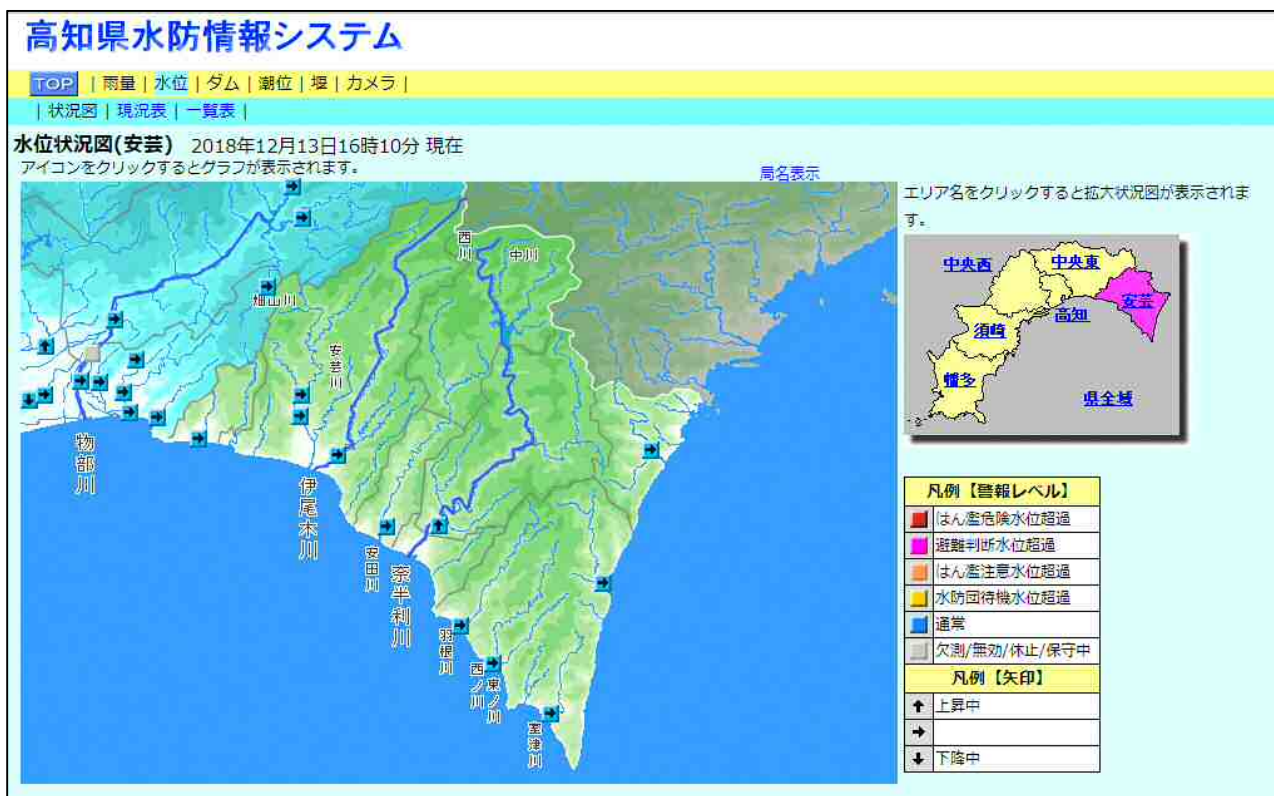 高知県水防情報システム
TOP | 雨量 | 水位 | ダム | 潮位 | 堰 | カメラ |
| 状況図 | 現況表 | 一覧表 |
水位状況図(安芸) 2018年12月13日16時10分 現在
アイコンをクリックするとグラフが表示されます。
局名表示
エリア名をクリックすると拡大状況図が表示されま
す。
西川
中川
畑山川
安芸川
物部川
伊尾木川
安田川
奈半利川
羽根川
西ノ川
東ノ川
室津川
中央西
中央東
安芸
高知
須崎
幡多
県全域
凡例【警報レベル】
はん濫危険水位超過
避難判断水位超過
はん濫注意水位超過
水防団待機水位超過
通常
欠測/無効/休止/保守中
凡例【矢印】
↑ 上昇中
→
↓ 下降中